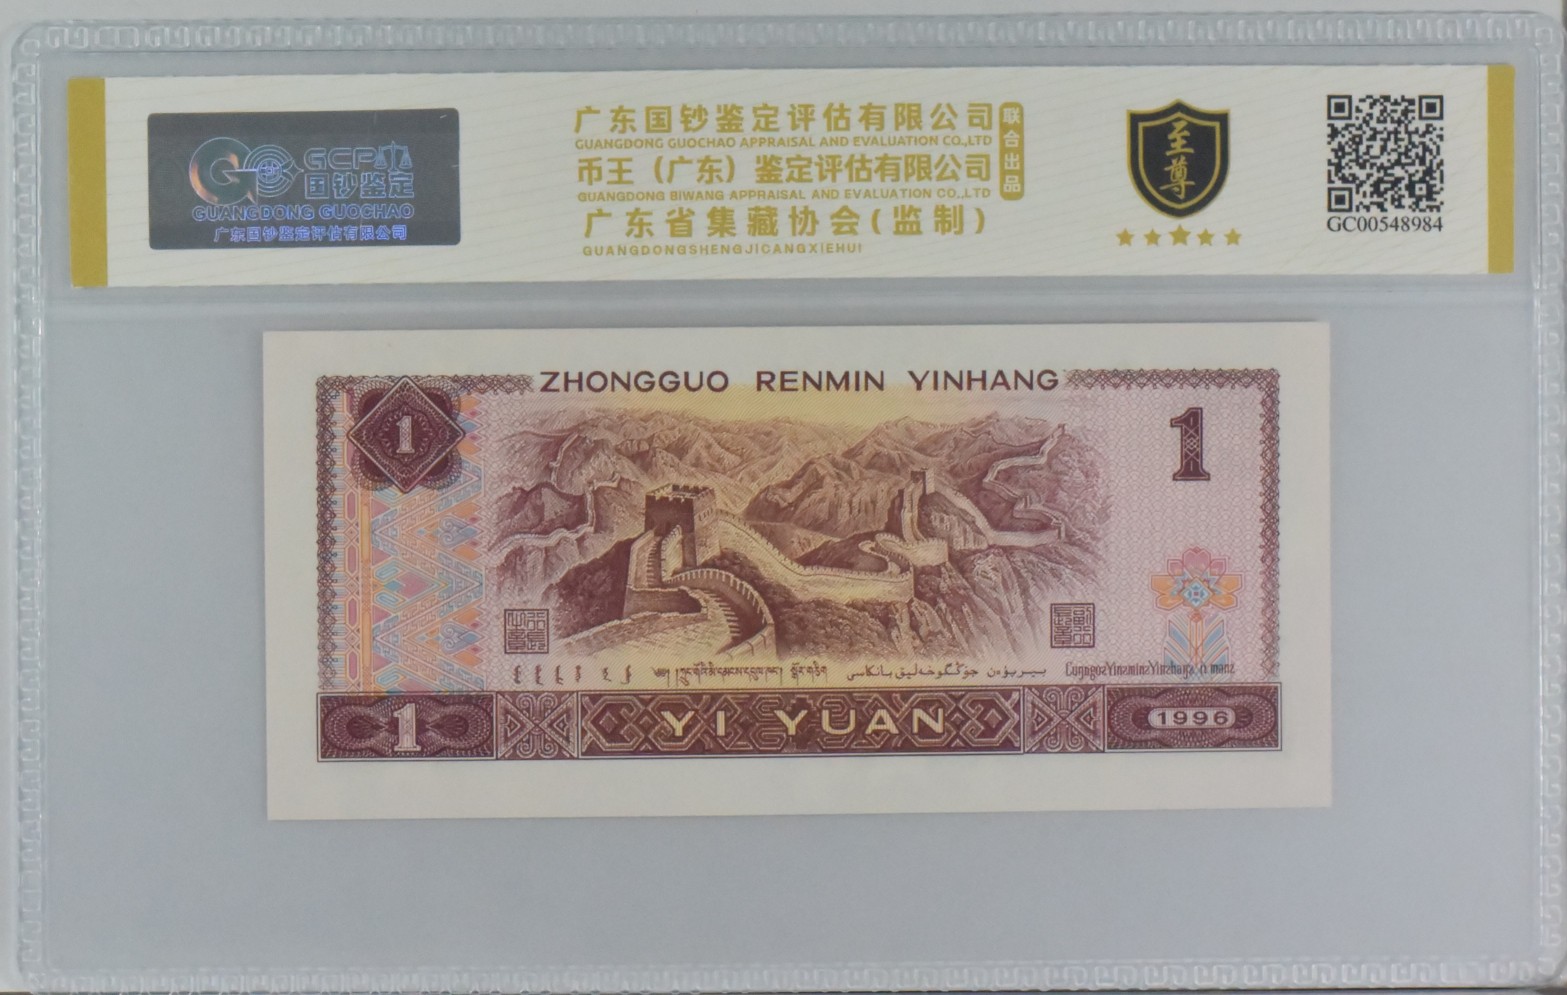 GCP
国钞鉴定
GUANGDONG GUOCHAO
广东国钞鉴定评估有限公司
广东国钞鉴定评估有限公司
GUANGDONG GUOCHAO APPRAISAL AND EVALUATION CO.,LTD
币王（广东）鉴定评估有限公司
GUANGDONG BIWANG APPRAISAL AND EVALUATION CO.,LTD
联合出品
广东省集藏协会(监制)
GUANGDONGSHENGJICANGXIEHUI
至尊
GC00548984
ZHONGGUO RENMIN YINHANG
1
1
1
YI YUAN
1996